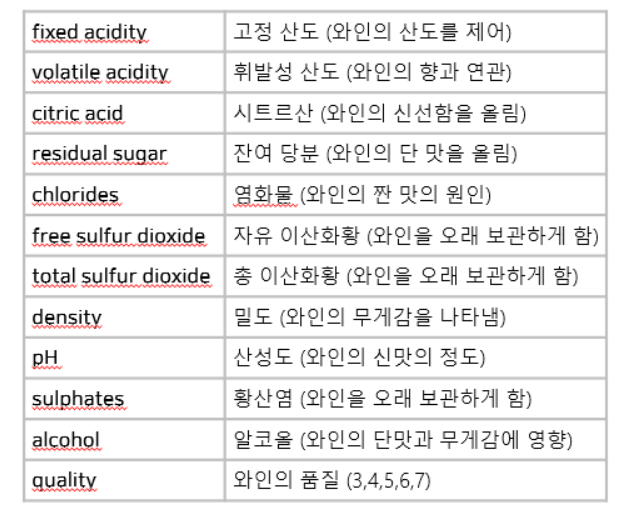 fixed acidity 고정 산도 (와인의 산도를 제어)
volatile acidity 휘발성 산도 (와인의 향과 연관)
citric acid 시트르산 (와인의 신선함을 올림)
residual sugar 잔여 당분 (와인의 단 맛을 올림)
chlorides 염화물 (와인의 짠 맛의 원인)
free sulfur dioxide 자유 이산화황 (와인을 오래 보관하게 함)
total sulfur dioxide 총 이산화황 (와인을 오래 보관하게 함)
density 밀도 (와인의 무게감을 나타냄)
pH 산성도 (와인의 신맛의 정도)
sulphates 황산염 (와인을 오래 보관하게 함)
alcohol 알코올 (와인의 단맛과 무게감에 영향)
quality 와인의 품질 (3,4,5,6,7)